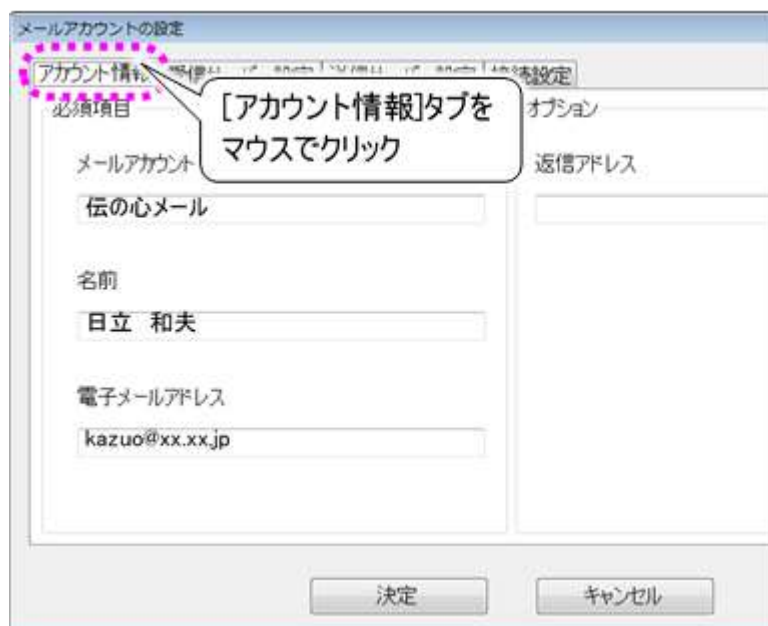 メールアカウントの設定
アカウント情報
接続設定
[アカウント情報]タブを
マウスでクリック
必須項目
オプション
メールアカウント
返信アドレス
伝の心メール
名前
日立 和夫
電子メールアドレス
kazuo@xx.xx.jp
決定
キャンセル